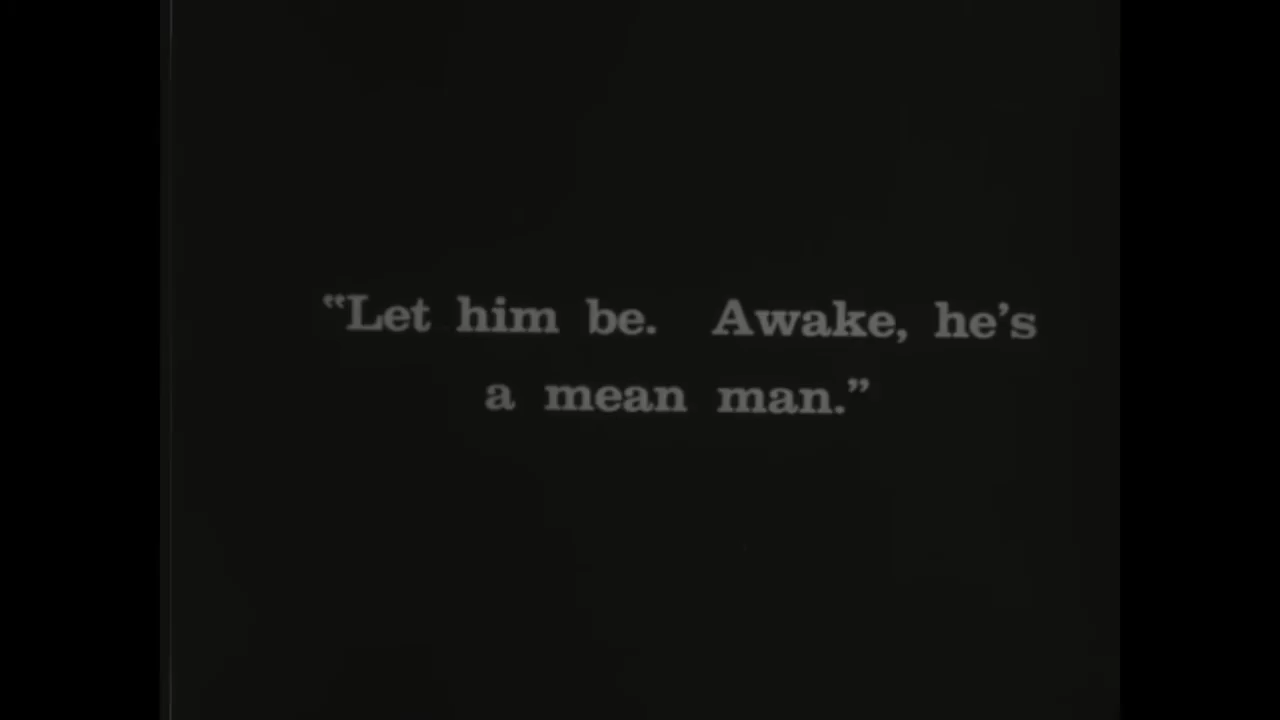 “Let him be. Awake, he’s
a mean man.”